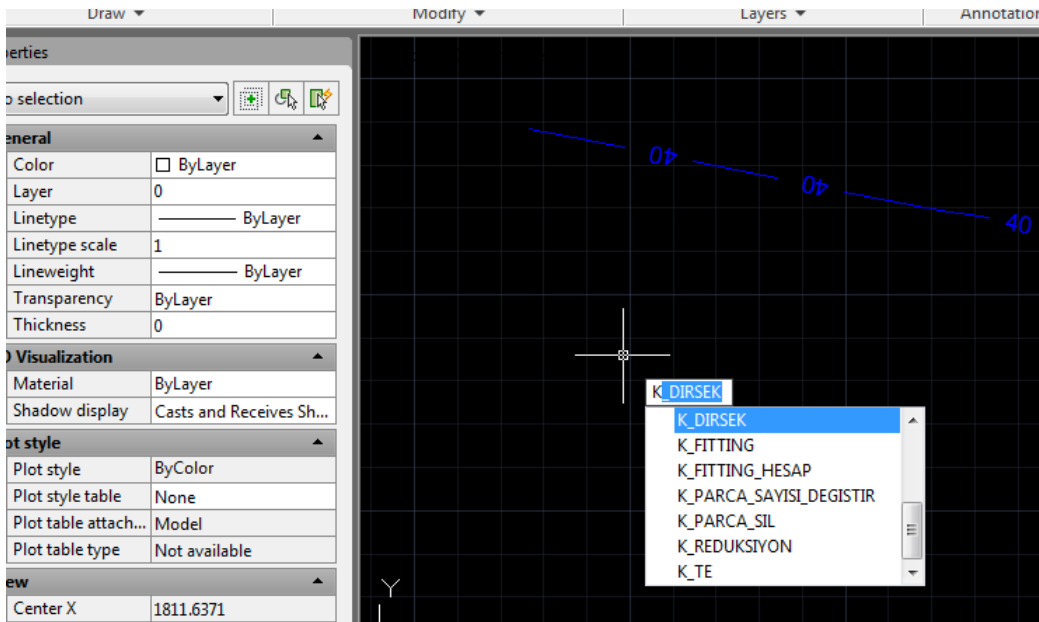 Draw Modify Layers Annotation
erties
o selection
eneral
Color ByLayer
Layer 0
Linetype ByLayer
Linetype scale 1
Lineweight ByLayer
Transparency ByLayer
Thickness 0
D Visualization
Material ByLayer
Shadow display Casts and Receives Sh...
ot style
Plot style ByColor
Plot style table None
Plot table attach... Model
Plot table type Not available
ew
Center X 1811.6371
40
40
40
K_DIRSEK
K_DIRSEK
K_FITTING
K_FITTING_HESAP
K_PARCA_SAYISI_DEGISTIR
K_PARCA_SIL
K_REDUKSIYON
K_TE
Y